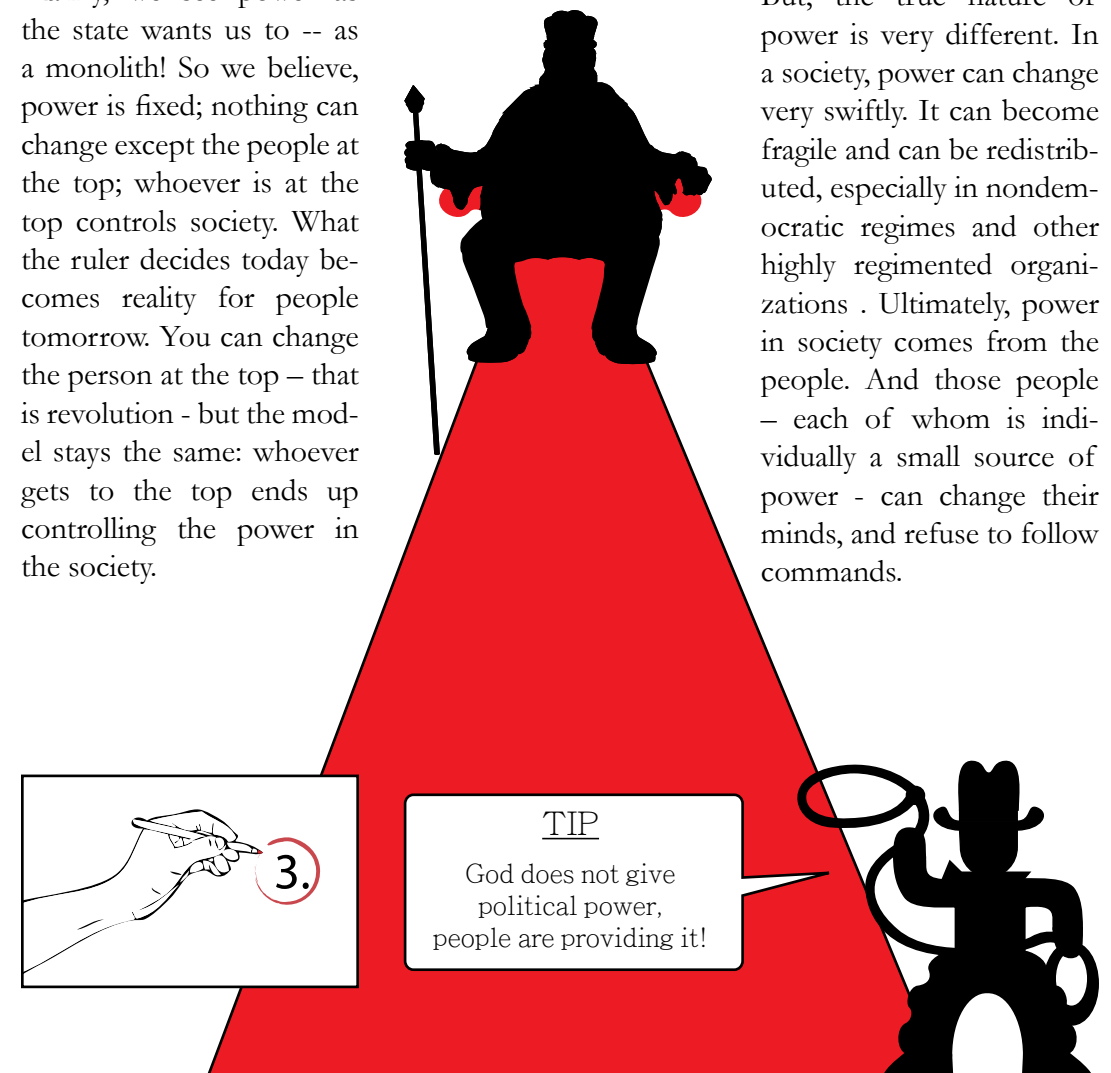 the state wants us to -- as
a monolith! So we believe,
power is fixed; nothing can
change except the people at
the top; whoever is at the
top controls society. What
the ruler decides today be-
comes reality for people
tomorrow. You can change
the person at the top – that
is revolution - but the mod-
el stays the same: whoever
gets to the top ends up
controlling the power in
the society.
But, the true nature of
power is very different. In
a society, power can change
very swiftly. It can become
fragile and can be redistrib-
uted, especially in nondem-
ocratic regimes and other
highly regimented organi-
zations . Ultimately, power
in society comes from the
people. And those people
– each of whom is indi-
vidually a small source of
power - can change their
minds, and refuse to follow
commands.
3.
TIP
God does not give
political power,
people are providing it!